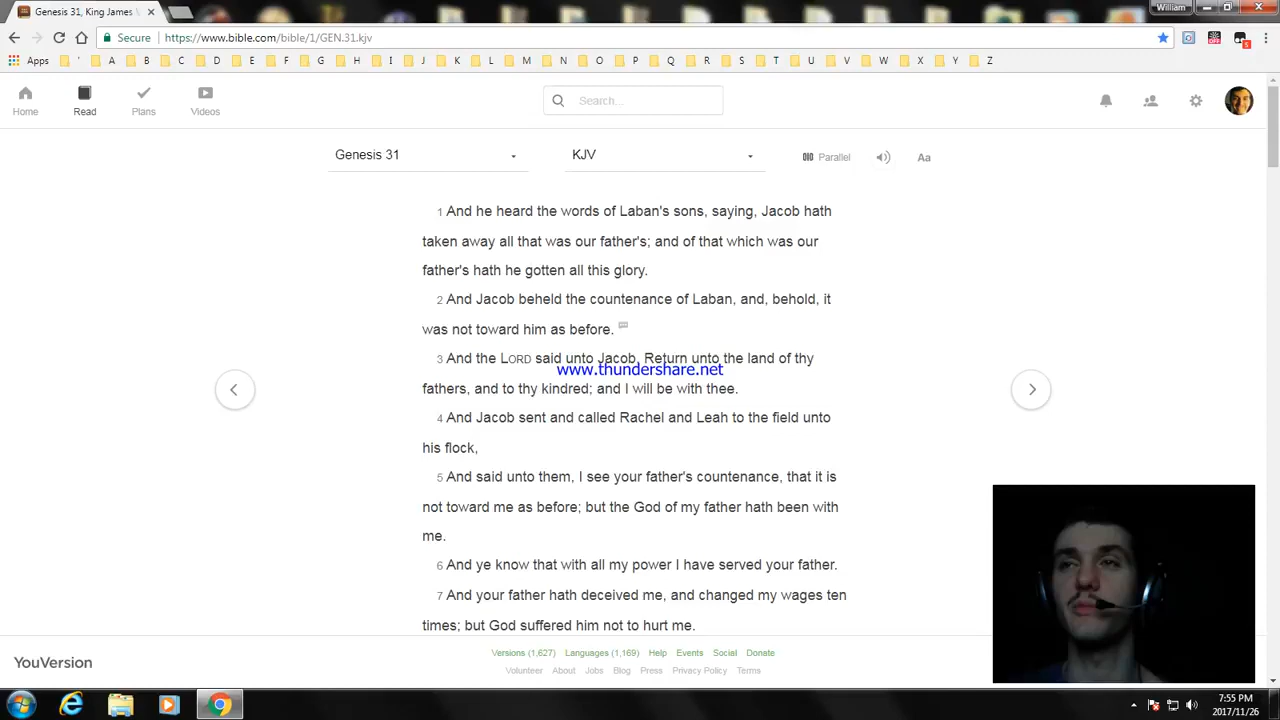 Genesis 31, King James
William
Secure https://www.bible.com/bible/1/GEN.31.kjv
Apps ' A B C D E F G H I J K L M N O P Q R S T U V W X Y Z
Home Read Plans Videos
Search...
Genesis 31 KJV Parallel Aa
1 And he heard the words of Laban's sons, saying, Jacob hath
taken away all that was our father's; and of that which was our
father's hath he gotten all this glory.
2 And Jacob beheld the countenance of Laban, and, behold, it
was not toward him as before.
3 And the LORD said unto Jacob, Return unto the land of thy
www.thundershare.net
fathers, and to thy kindred; and I will be with thee.
4 And Jacob sent and called Rachel and Leah to the field unto
his flock,
5 And said unto them, I see your father's countenance, that it is
not toward me as before; but the God of my father hath been with
me.
6 And ye know that with all my power I have served your father.
7 And your father hath deceived me, and changed my wages ten
times; but God suffered him not to hurt me.
YouVersion
Versions (1,627) Languages (1,169) Help Events Social Donate
Volunteer About Jobs Blog Press Privacy Policy Terms
7:55 PM
2017/11/26